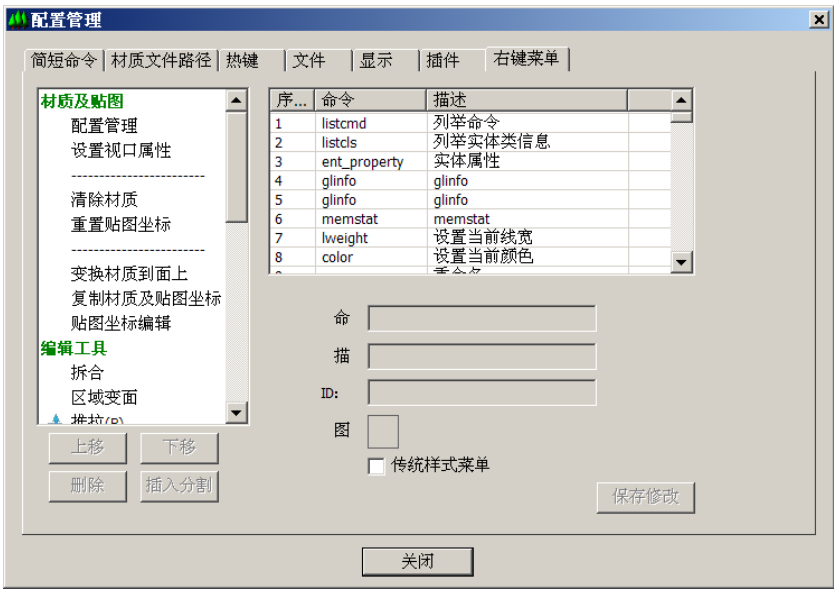 配置管理
简短命令 材质文件路径 热键 文件 显示 插件 右键菜单
材质及贴图
配置管理
设置视口属性
------------------------
清除材质
重置贴图坐标
------------------------
变换材质到面上
复制材质及贴图坐标
贴图坐标编辑
编辑工具
拆合
区域变面
推拉(P)
上移 下移
删除 插入分割
序... 命令 描述
1 listcmd 列举命令
2 listcls 列举实体类信息
3 ent_property 实体属性
4 glinfo glinfo
5 glinfo glinfo
6 memstat memstat
7 lweight 设置当前线宽
8 color 设置当前颜色
命
描
ID:
图
传统样式菜单
保存修改
关闭